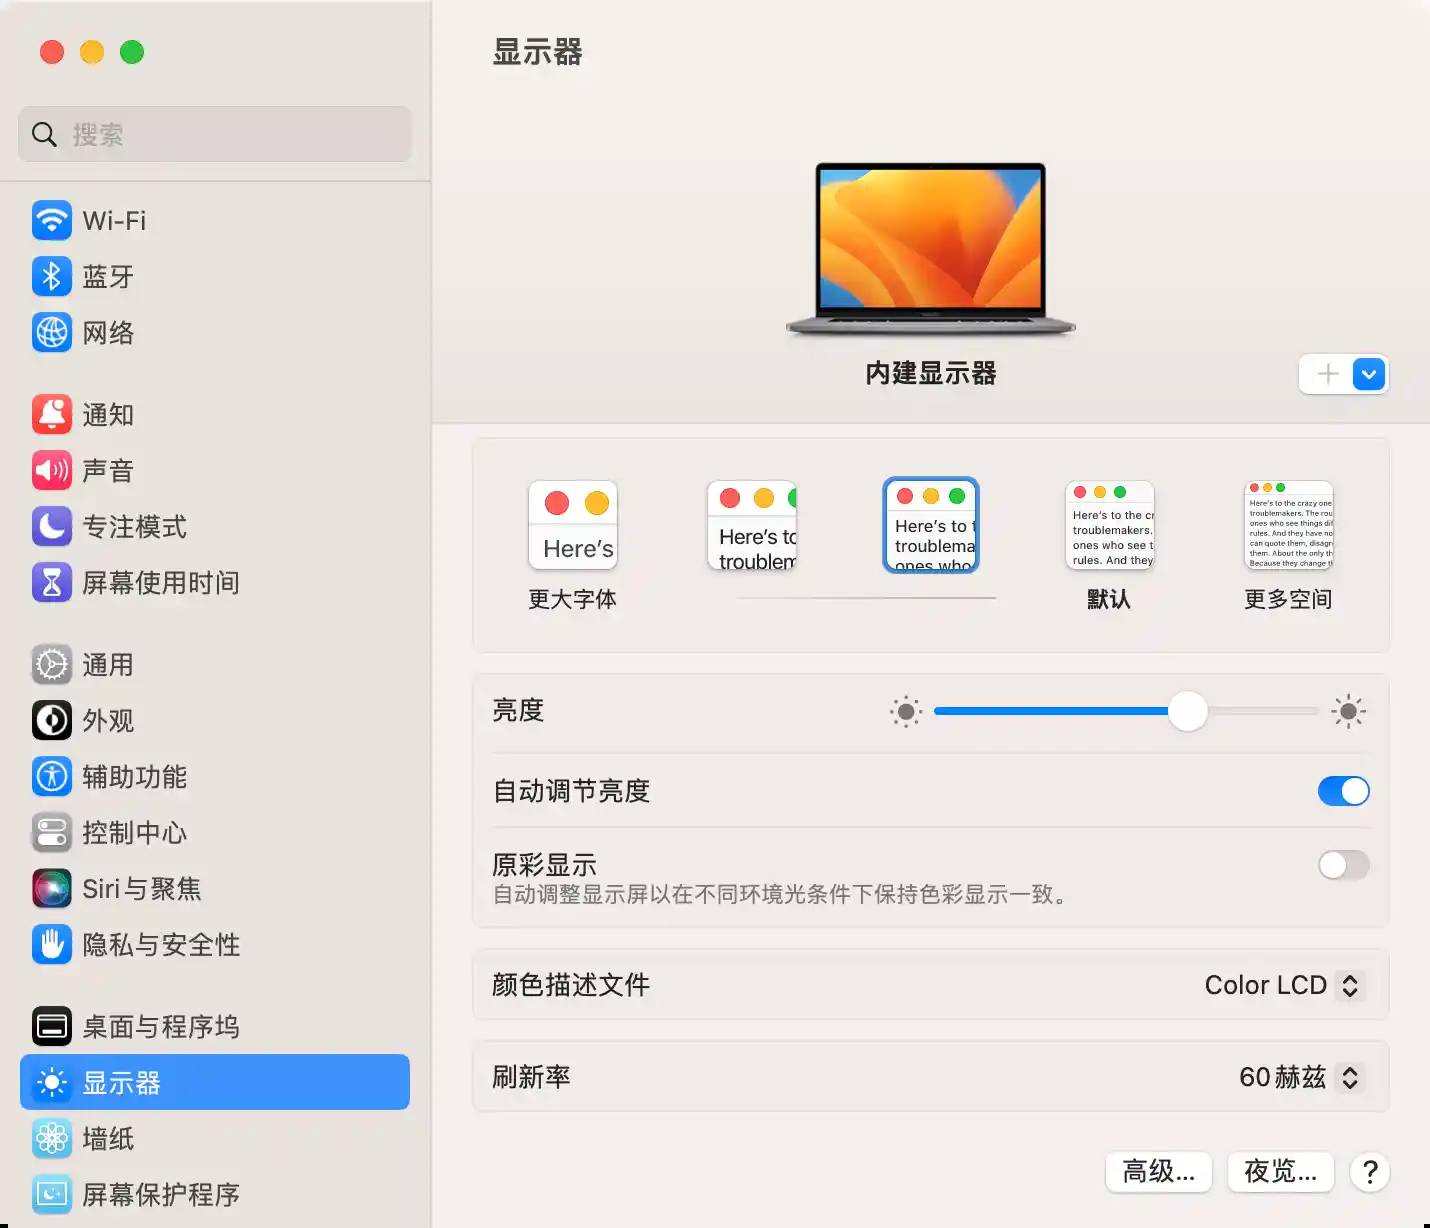 显示器
搜索
Wi-Fi
蓝牙
网络
通知
声音
专注模式
屏幕使用时间
通用
外观
辅助功能
控制中心
Siri与聚焦
隐私与安全性
桌面与程序坞
显示器
墙纸
屏幕保护程序
内建显示器
Here's
更大字体
Here's to
troublem
Here's to t
troublema
ones who
Here's to the cr
troublemakers.
ones who see t
rules. And they
默认
Here's to the crazy one
troublemakers. The rou
ones who see things dif
rules. And they have no
can quote them, disagr
them. About the only th
Because they change th
更多空间
亮度
自动调节亮度
原彩显示
自动调整显示屏以在不同环境光条件下保持色彩显示一致。
颜色描述文件
Color LCD
刷新率
60赫兹
高级...
夜览...
?